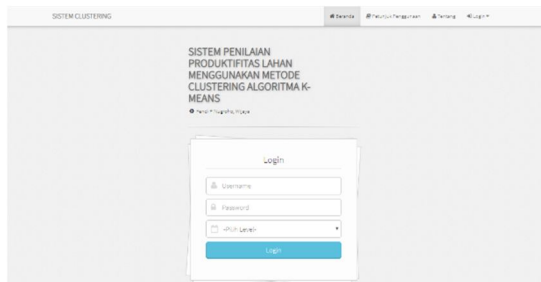 SISTEM CLUSTERING
Beranda Petunjuk Penggunaan Tentang Login
SISTEM PENILAIAN
PRODUKTIFITAS LAHAN
MENGGUNAKAN METODE
CLUSTERING ALGORITMA K-
MEANS
Login
Username
Password
-Pilih Level-
Login